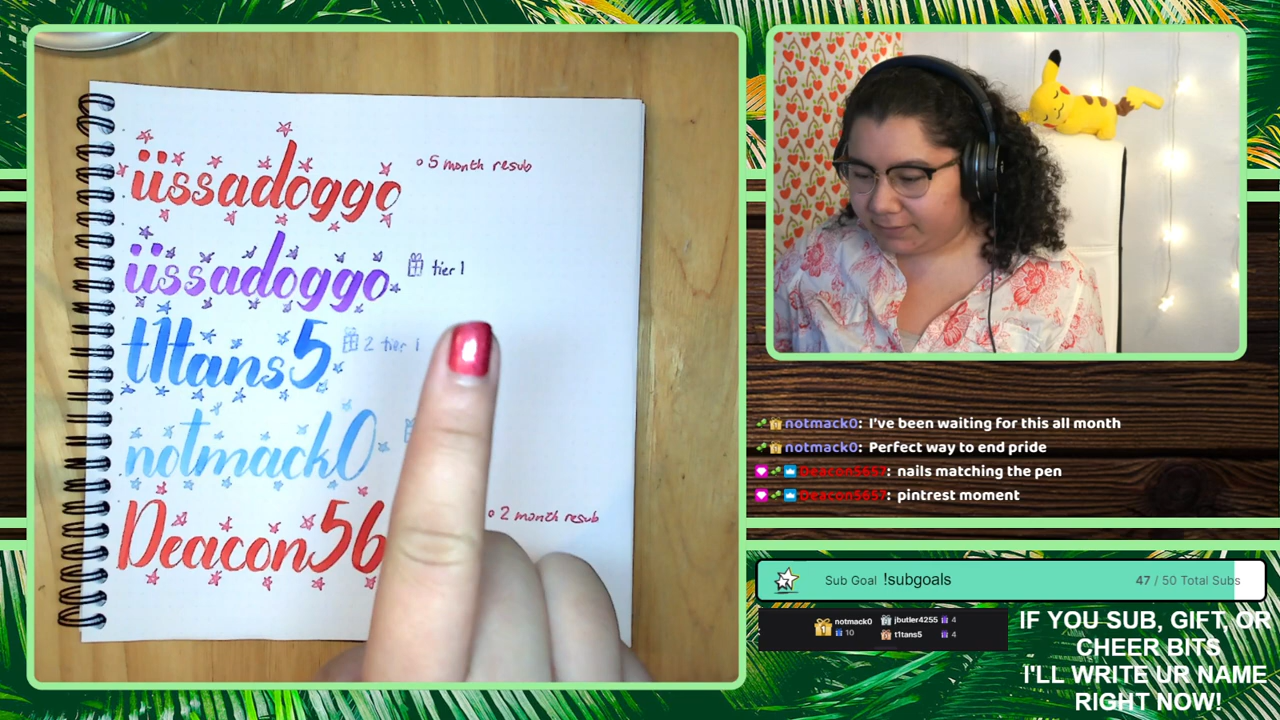 iissadoggo
• 5 month resub
iissadoggo
tier 1
t1tans5
2 tier 1
notmack0
Deacon56
• 2 month resub
notmack0: I've been waiting for this all month
notmack0: Perfect way to end pride
Deacon5657: nails matching the pen
Deacon5657: pintrest moment
Sub Goal !subgoals
47 / 50 Total Subs
notmack0
10
jbutler4255 4
t1tans5 4
IF YOU SUB, GIFT, OR
CHEER BITS
I'LL WRITE UR NAME
RIGHT NOW!